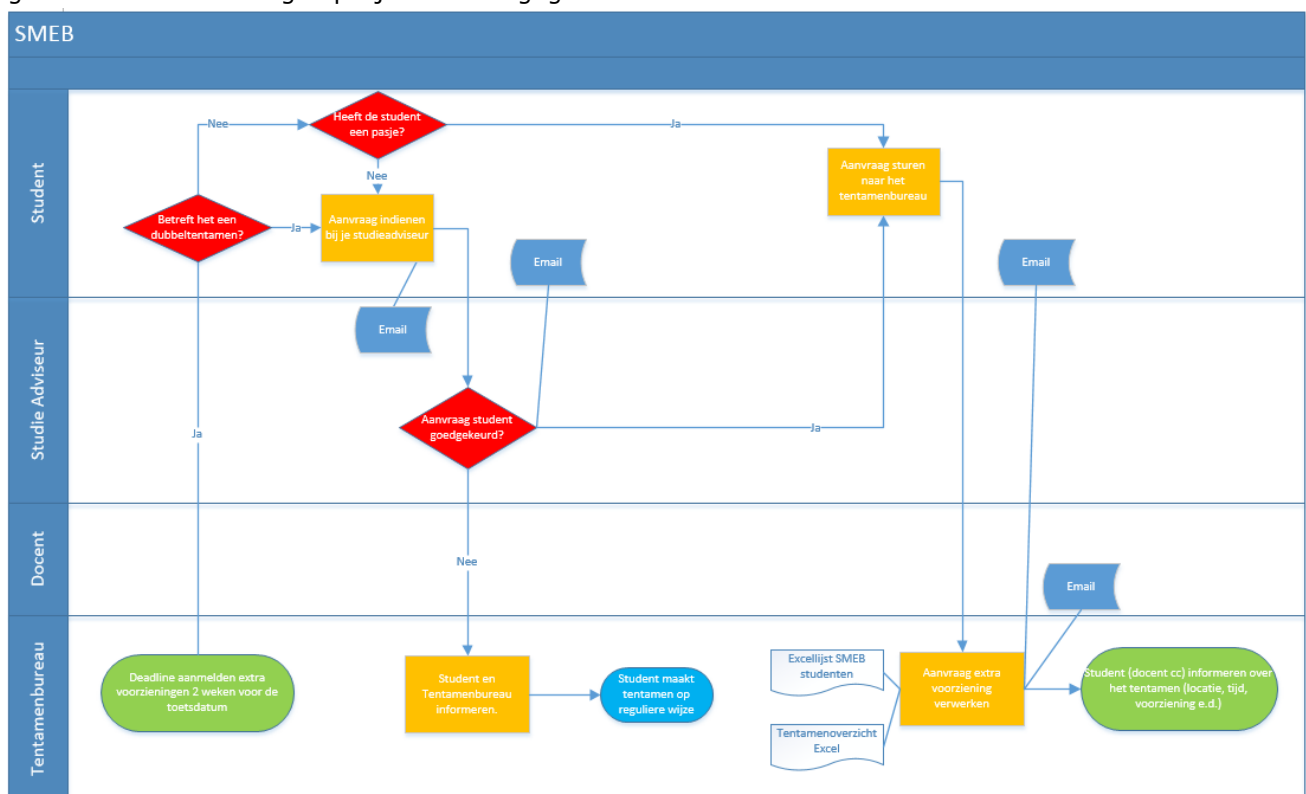 SMEB
Student
Heeft de student
een pasje?
Nee
Ja
Nee
Betreft het een
dubbeltentamen?
Ja
Aanvraag indienen
bij je studieadviseur
Aanvraag sturen
naar het
tentamenbureau
Email
Email
Email
Studie Adviseur
Aanvraag student
goedgekeurd?
Ja
Ja
Docent
Nee
Email
Tentamenbureau
Deadline aanmelden extra
voorzieningen 2 weken voor de
toetsdatum
Student en
Tentamenbureau
informeren.
Student maakt
tentamen op
reguliere wijze
Excellijst SMEB
studenten
Tentamenoverzicht
Excel
Aanvraag extra
voorziening
verwerken
Student (docent cc) informeren over
het tentamen (locatie, tijd,
voorziening e.d.)